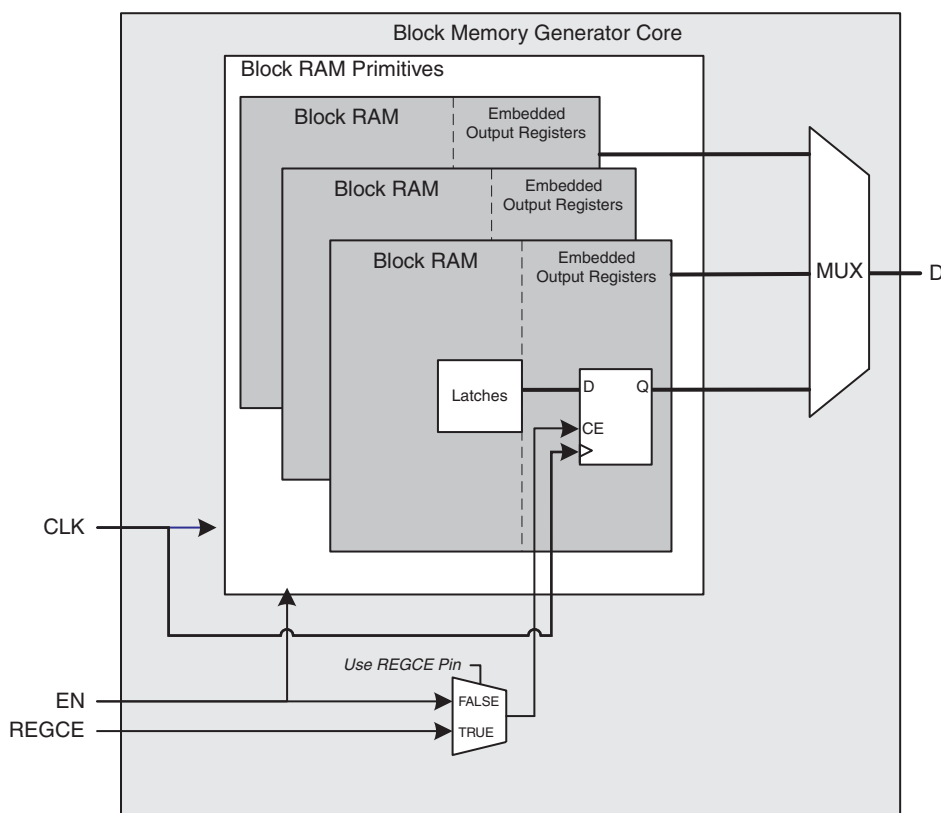 Block Memory Generator Core
Block RAM Primitives
Block RAM
Embedded
Output Registers
Block RAM
Embedded
Output Registers
Block RAM
Embedded
Output Registers
MUX
D
Latches
D
Q
CE
CLK
Use REGCE Pin
EN
FALSE
REGCE
TRUE